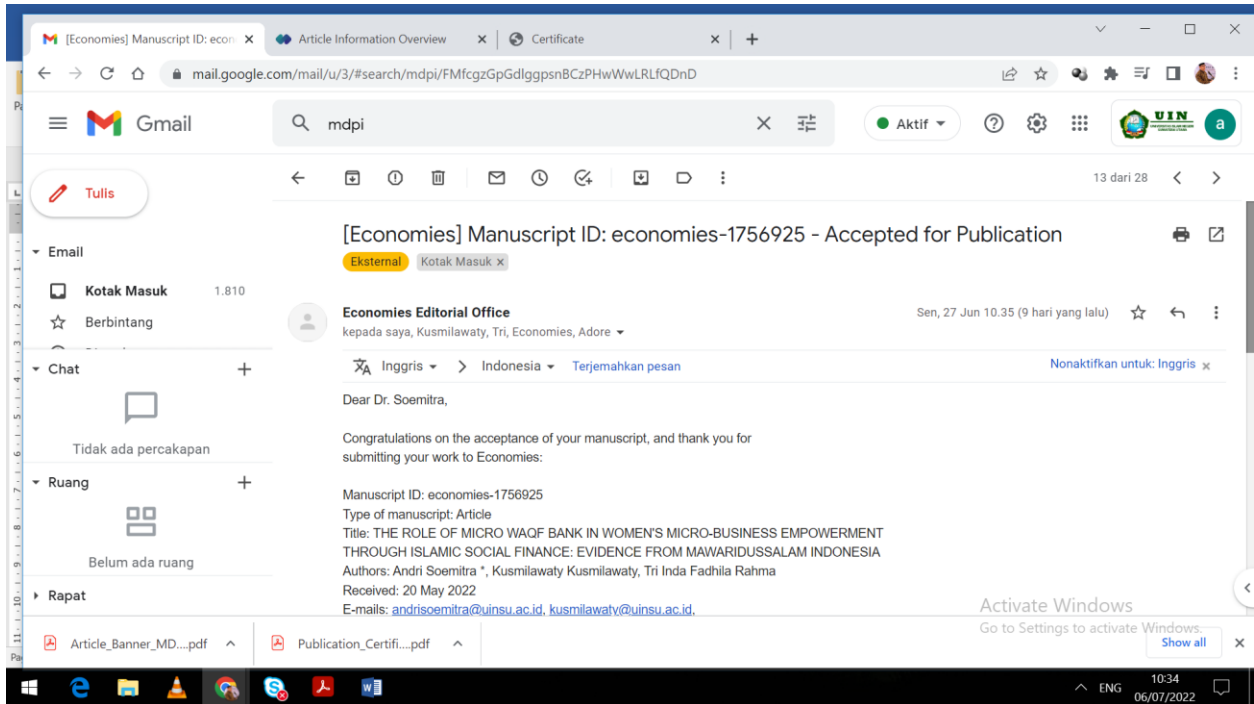 [Economies] Manuscript ID: econ
Article Information Overview
Certificate
mail.google.com/mail/u/3/#search/mdpi/FMfcgzGpGdlggpsnBCzPHwWwLRLfQDnD
Gmail
mdpi
Aktif
UIN
a
Tulis
13 dari 28
[Economies] Manuscript ID: economies-1756925 - Accepted for Publication
Eksternal
Kotak Masuk x
Email
Kotak Masuk 1.810
Berbintang
Economies Editorial Office
Sen, 27 Jun 10.35 (9 hari yang lalu)
kepada saya, Kusmilawaty, Tri, Economies, Adore
Inggris > Indonesia Terjemahkan pesan
Nonaktifkan untuk: Inggris x
Chat
Tidak ada percakapan
Ruang
Belum ada ruang
Rapat
Dear Dr. Soemitra,
Congratulations on the acceptance of your manuscript, and thank you for
submitting your work to Economies:
Manuscript ID: economies-1756925
Type of manuscript: Article
Title: THE ROLE OF MICRO WAQF BANK IN WOMEN'S MICRO-BUSINESS EMPOWERMENT
THROUGH ISLAMIC SOCIAL FINANCE: EVIDENCE FROM MAWARIDUSSALAM INDONESIA
Authors: Andri Soemitra *, Kusmilawaty Kusmilawaty, Tri Inda Fadhila Rahma
Received: 20 May 2022
E-mails: andrisoemitra@uinsu.ac.id, kusmilawaty@uinsu.ac.id,
Activate Windows
Go to Settings to activate Windows.
Article_Banner_MD....pdf
Publication_Certifi....pdf
Show all
ENG
10:34
06/07/2022